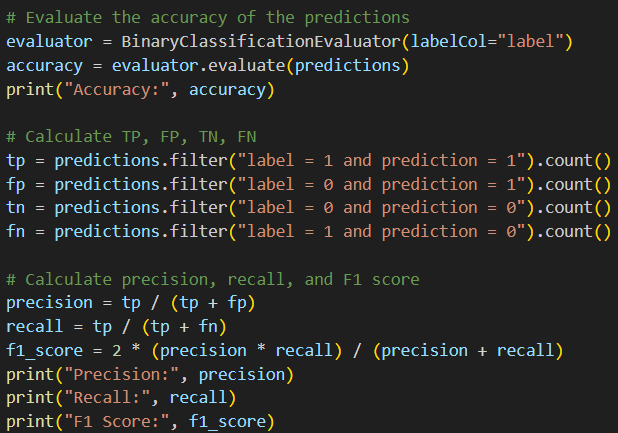 # Evaluate the accuracy of the predictions
evaluator = BinaryClassificationEvaluator(labelCol="label")
accuracy = evaluator.evaluate(predictions)
print("Accuracy:", accuracy)

# Calculate TP, FP, TN, FN
tp = predictions.filter("label = 1 and prediction = 1").count()
fp = predictions.filter("label = 0 and prediction = 1").count()
tn = predictions.filter("label = 0 and prediction = 0").count()
fn = predictions.filter("label = 1 and prediction = 0").count()

# Calculate precision, recall, and F1 score
precision = tp / (tp + fp)
recall = tp / (tp + fn)
f1_score = 2 * (precision * recall) / (precision + recall)
print("Precision:", precision)
print("Recall:", recall)
print("F1 Score:", f1_score)